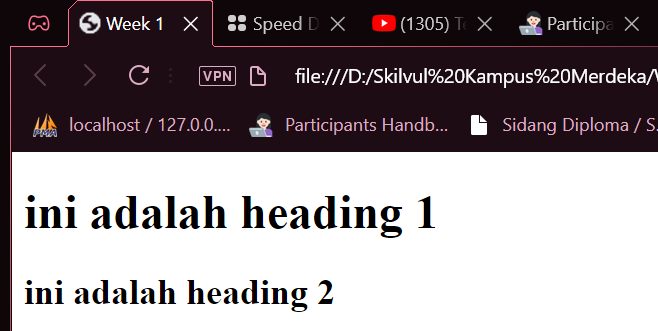 Week 1 Speed D (1305) Te Participa
VPN file:///D:/Skilvul%20Kampus%20Merdeka/
PMA localhost / 127.0.0.... Participants Handb... Sidang Diploma / S.
ini adalah heading 1
ini adalah heading 2